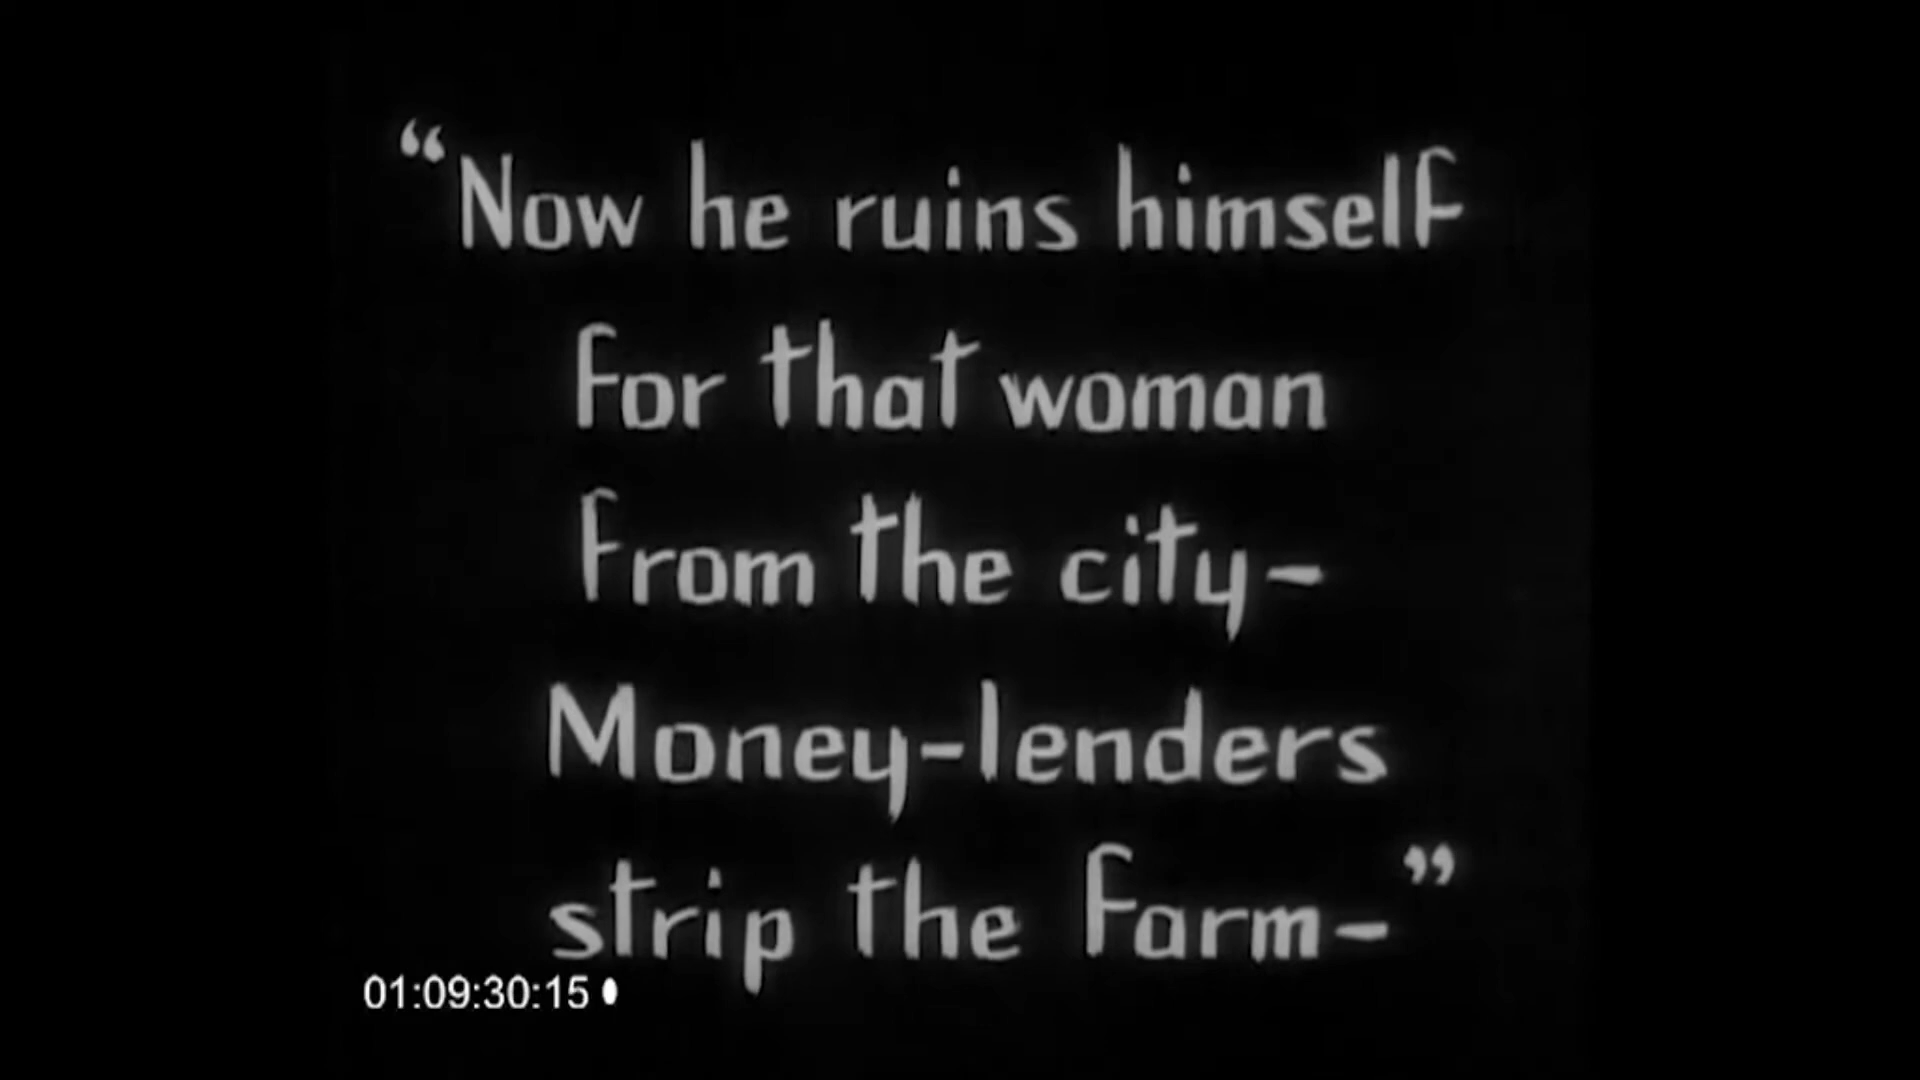 “Now he ruins himself
for that woman
from the city-
Money-lenders
strip the farm-”
01:09:30:15